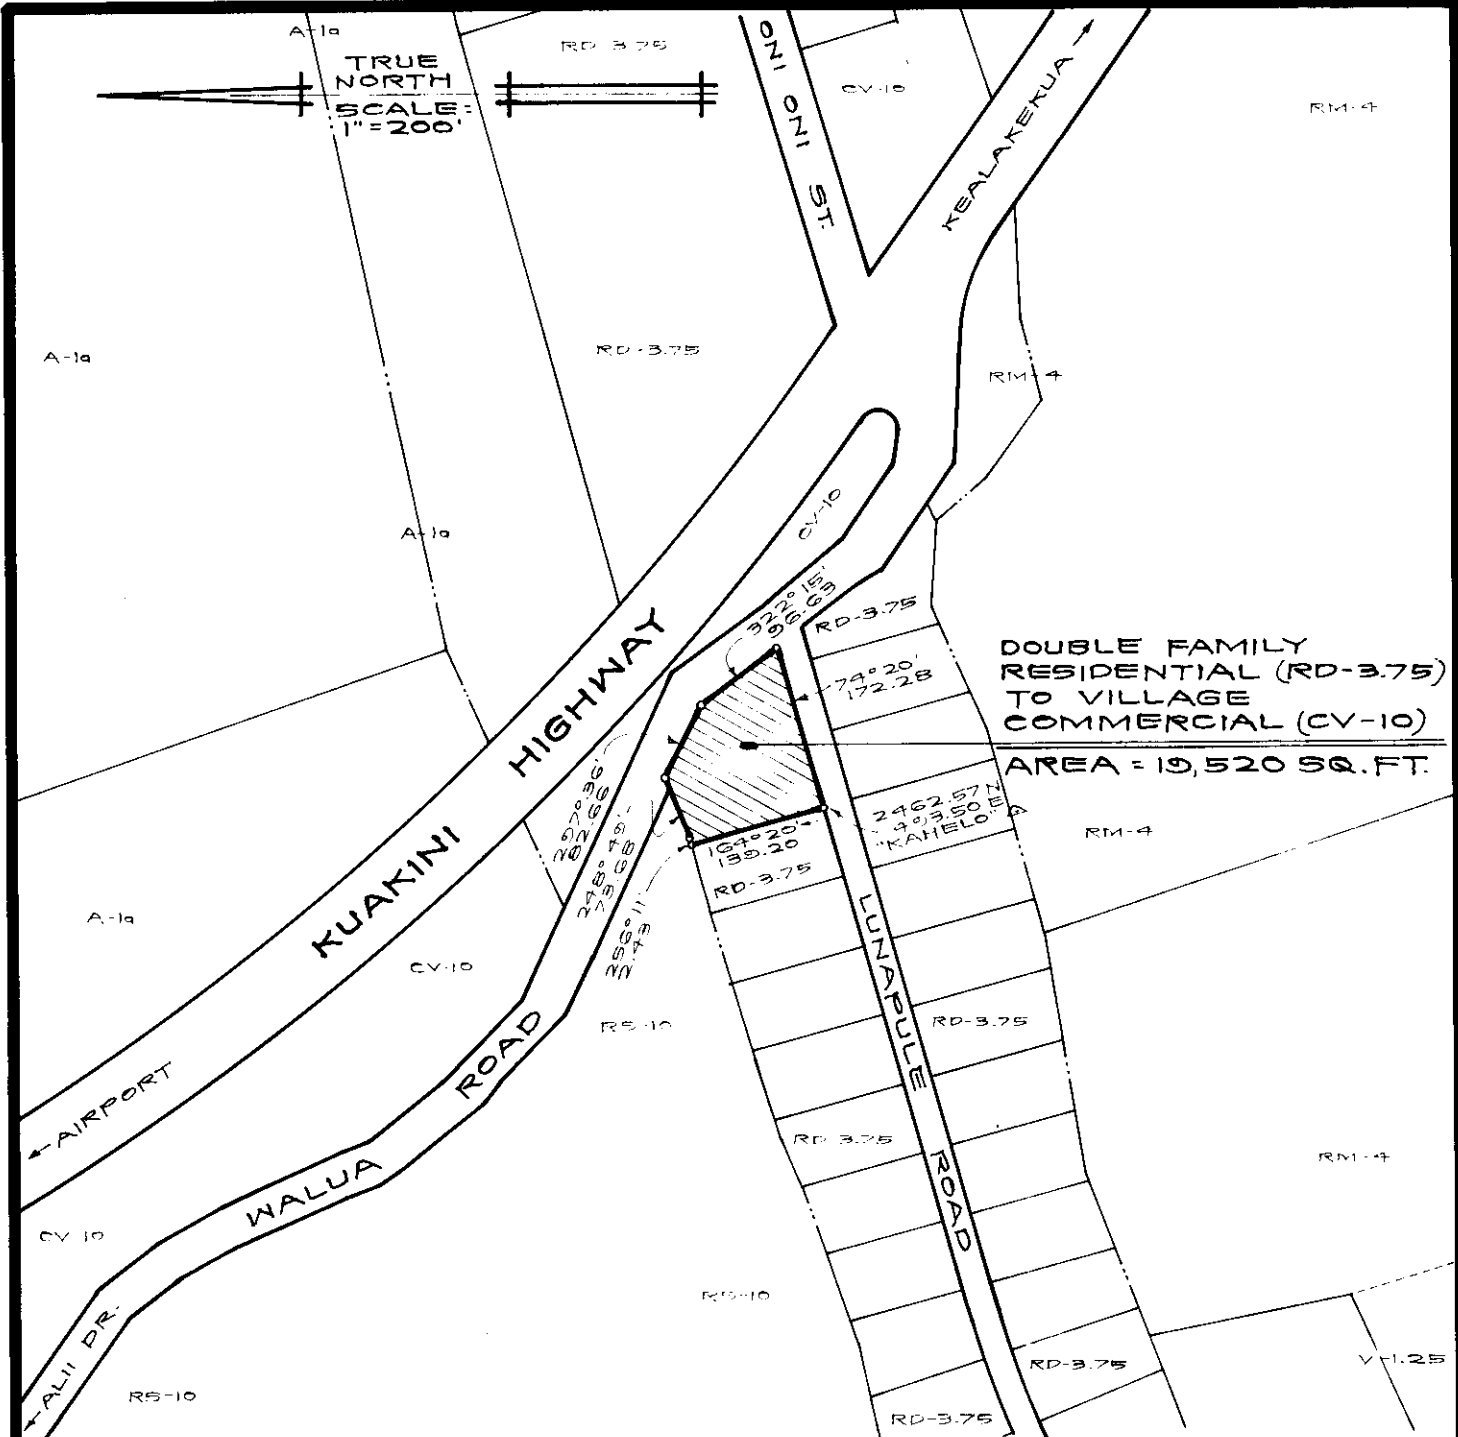 A-1a
RD-3.75
TRUE
NORTH
SCALE:
1"=200'
ONI ONI ST.
CV-10
KEALAKEKUA →
RM-4
A-1a
RD-3.75
RM-4
A-1a
CV-10
322°15'
96.63
RD-3.75
74°20'
172.28
DOUBLE FAMILY
RESIDENTIAL (RD-3.75)
TO VILLAGE
COMMERCIAL (CV-10)
AREA = 19,520 SQ. FT.
KUAKINI HIGHWAY
297°36'
82.66
248°49'
73.68
256°11'
2.43
164°20'
139.20
2462.57 N
"KAHELO"
RD-3.75
RM-4
A-1a
CV-10
RS-10
LUNAPULE ROAD
RD-3.75
← AIRPORT
WALUA ROAD
RD-3.75
RM-4
CV-10
RS-10
← ALII DR.
RS-10
RD-3.75
V-1.25
RD-3.75